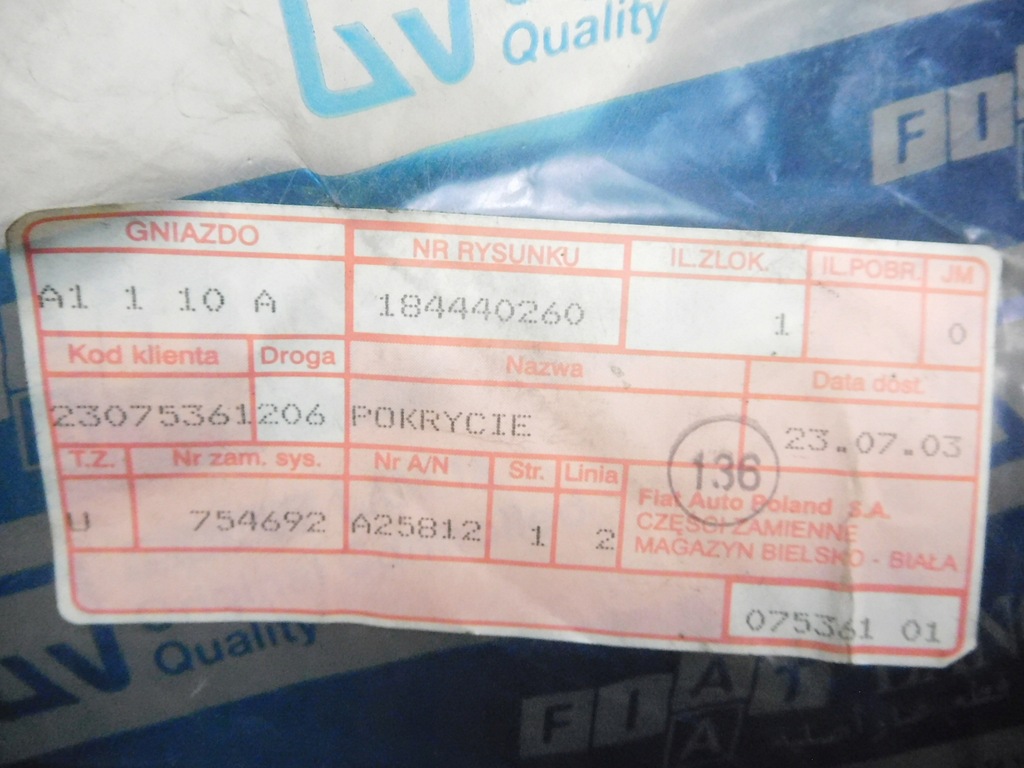 Quality
FI
GNIAZDO NR RYSUNKU IL.ZLOK. IL.POBR. JM
A1 1 10 A 184440260 1 0
Kod klienta Droga Nazwa Data dost.
23075361 206 POKRYCIE 23.07.03
136
T.Z. Nr zam. sys. Nr A/N Str. Linia
U 754692 A25812 1 2
Fiat Auto Poland S.A.
CZĘŚCI ZAMIENNE
MAGAZYN BIELSKO - BIAŁA
075361 01
Quality
FIAT